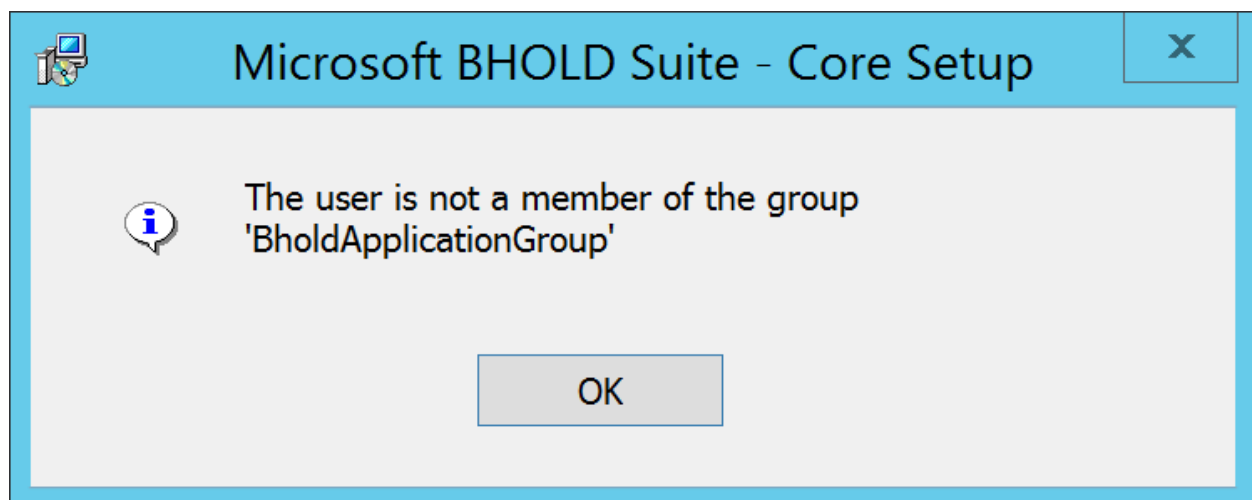 Microsoft BHOLD Suite - Core Setup
x
The user is not a member of the group
'BholdApplicationGroup'
OK